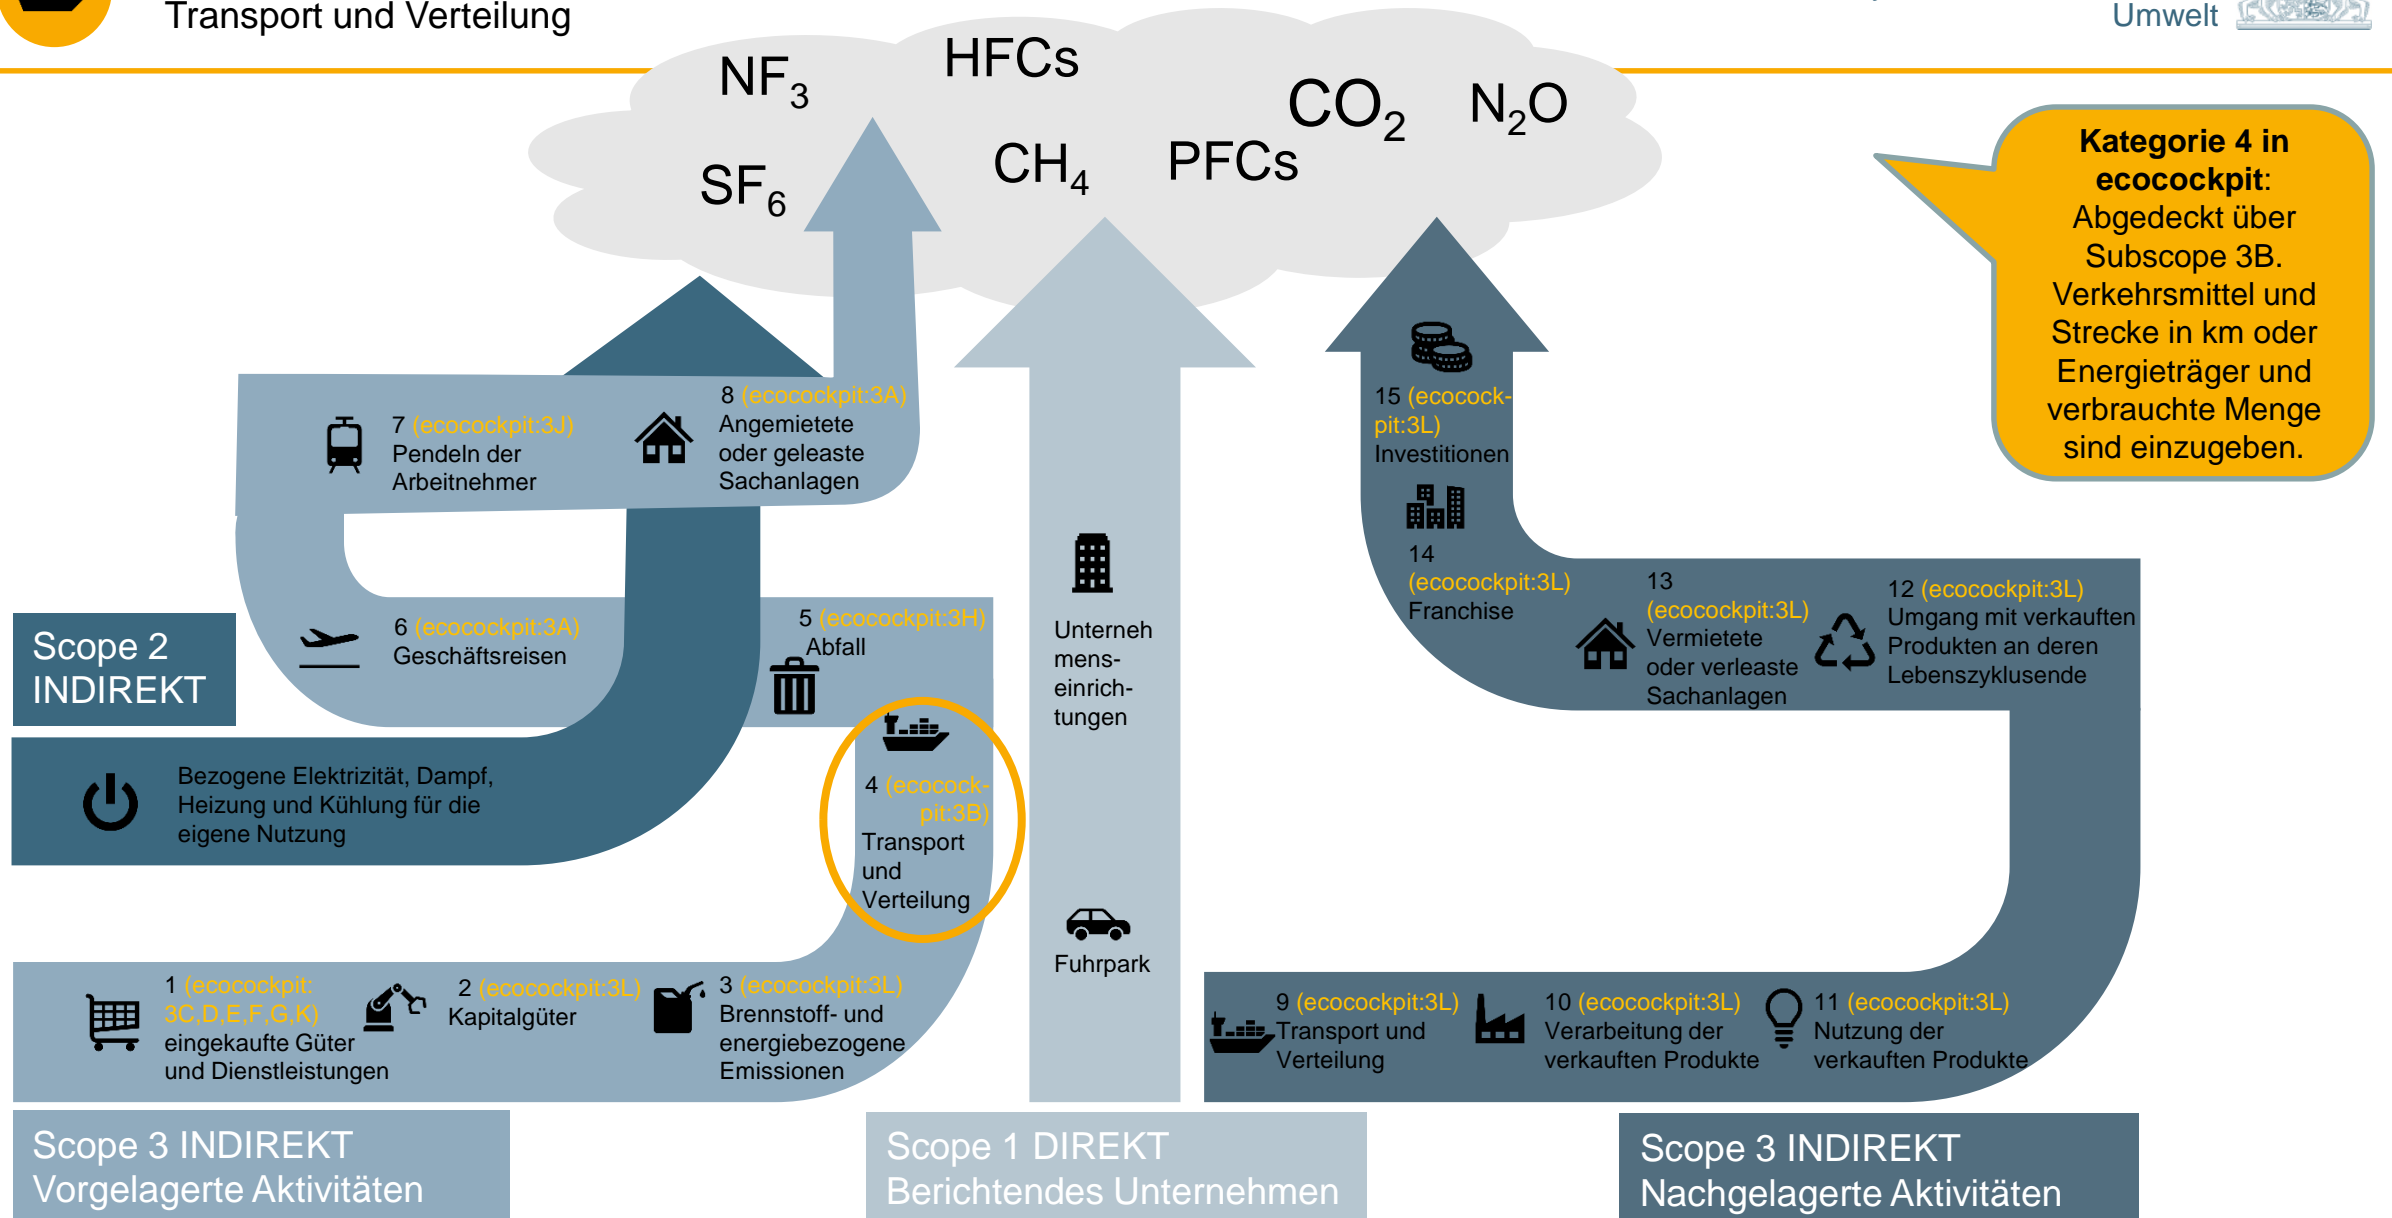 Transport und Verteilung
Umwelt
NF3
HFCs
CO2
N2O
SF6
CH4
PFCs
Kategorie 4 in
ecocockpit:
Abgedeckt über
Subscope 3B.
Verkehrsmittel und
Strecke in km oder
Energieträger und
verbrauchte Menge
sind einzugeben.
7 (ecocockpit:3J)
Pendeln der
Arbeitnehmer
8 (ecocockpit:3A)
Angemietete
oder geleaste
Sachanlagen
15 (ecocock-
pit:3L)
Investitionen
14
(ecocockpit:3L)
Franchise
13
(ecocockpit:3L)
Vermietete
oder verleaste
Sachanlagen
12 (ecocockpit:3L)
Umgang mit verkauften
Produkten an deren
Lebenszyklusende
Scope 2
INDIREKT
6 (ecocockpit:3A)
Geschäftsreisen
5 (ecocockpit:3H)
Abfall
Unterneh
mens-
einrich-
tungen
Bezogene Elektrizität, Dampf,
Heizung und Kühlung für die
eigene Nutzung
4 (ecocock-
pit:3B)
Transport
und
Verteilung
Fuhrpark
1 (ecocockpit:
3C,D,E,F,G,K)
eingekaufte Güter
und Dienstleistungen
2 (ecocockpit:3L)
Kapitalgüter
3 (ecocockpit:3L)
Brennstoff- und
energiebezogene
Emissionen
9 (ecocockpit:3L)
Transport und
Verteilung
10 (ecocockpit:3L)
Verarbeitung der
verkauften Produkte
11 (ecocockpit:3L)
Nutzung der
verkauften Produkte
Scope 3 INDIREKT
Vorgelagerte Aktivitäten
Scope 1 DIREKT
Berichtendes Unternehmen
Scope 3 INDIREKT
Nachgelagerte Aktivitäten